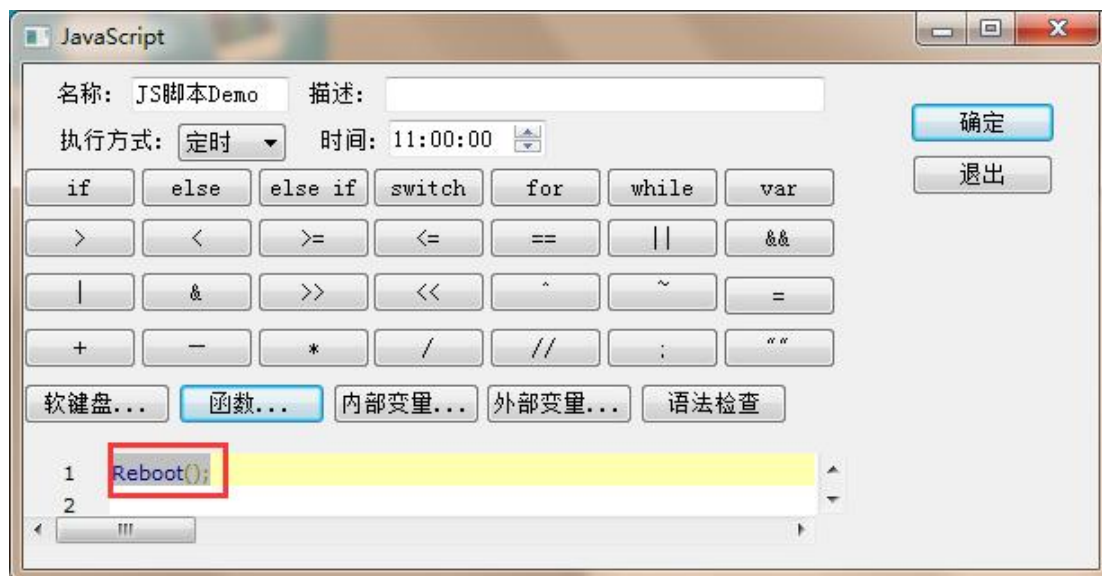 JavaScript
名称: JS脚本Demo 描述:
确定
执行方式: 定时 时间: 11:00:00
退出
if else else if switch for while var
> < >= <= == || &&
| & >> << ^ ~ =
+ - * / // ; ""
软键盘... 函数... 内部变量... 外部变量... 语法检查
1 Reboot();
2